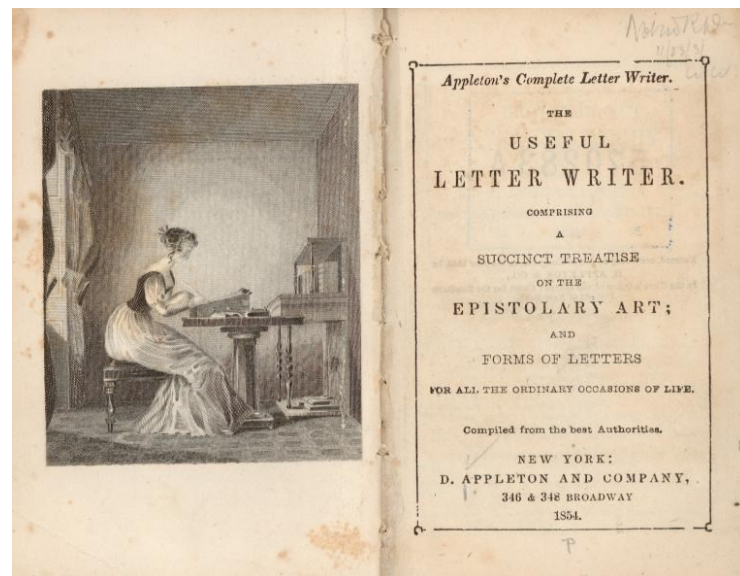 Appleton's Complete Letter Writer.
THE
USEFUL
LETTER WRITER.
COMPRISING
A
SUCCINCT TREATISE
ON THE
EPISTOLARY ART;
AND
FORMS OF LETTERS
FOR ALL THE ORDINARY OCCASIONS OF LIFE.
Compiled from the best Authorities.
NEW YORK:
D. APPLETON AND COMPANY,
346 & 348 BROADWAY
1854.
P